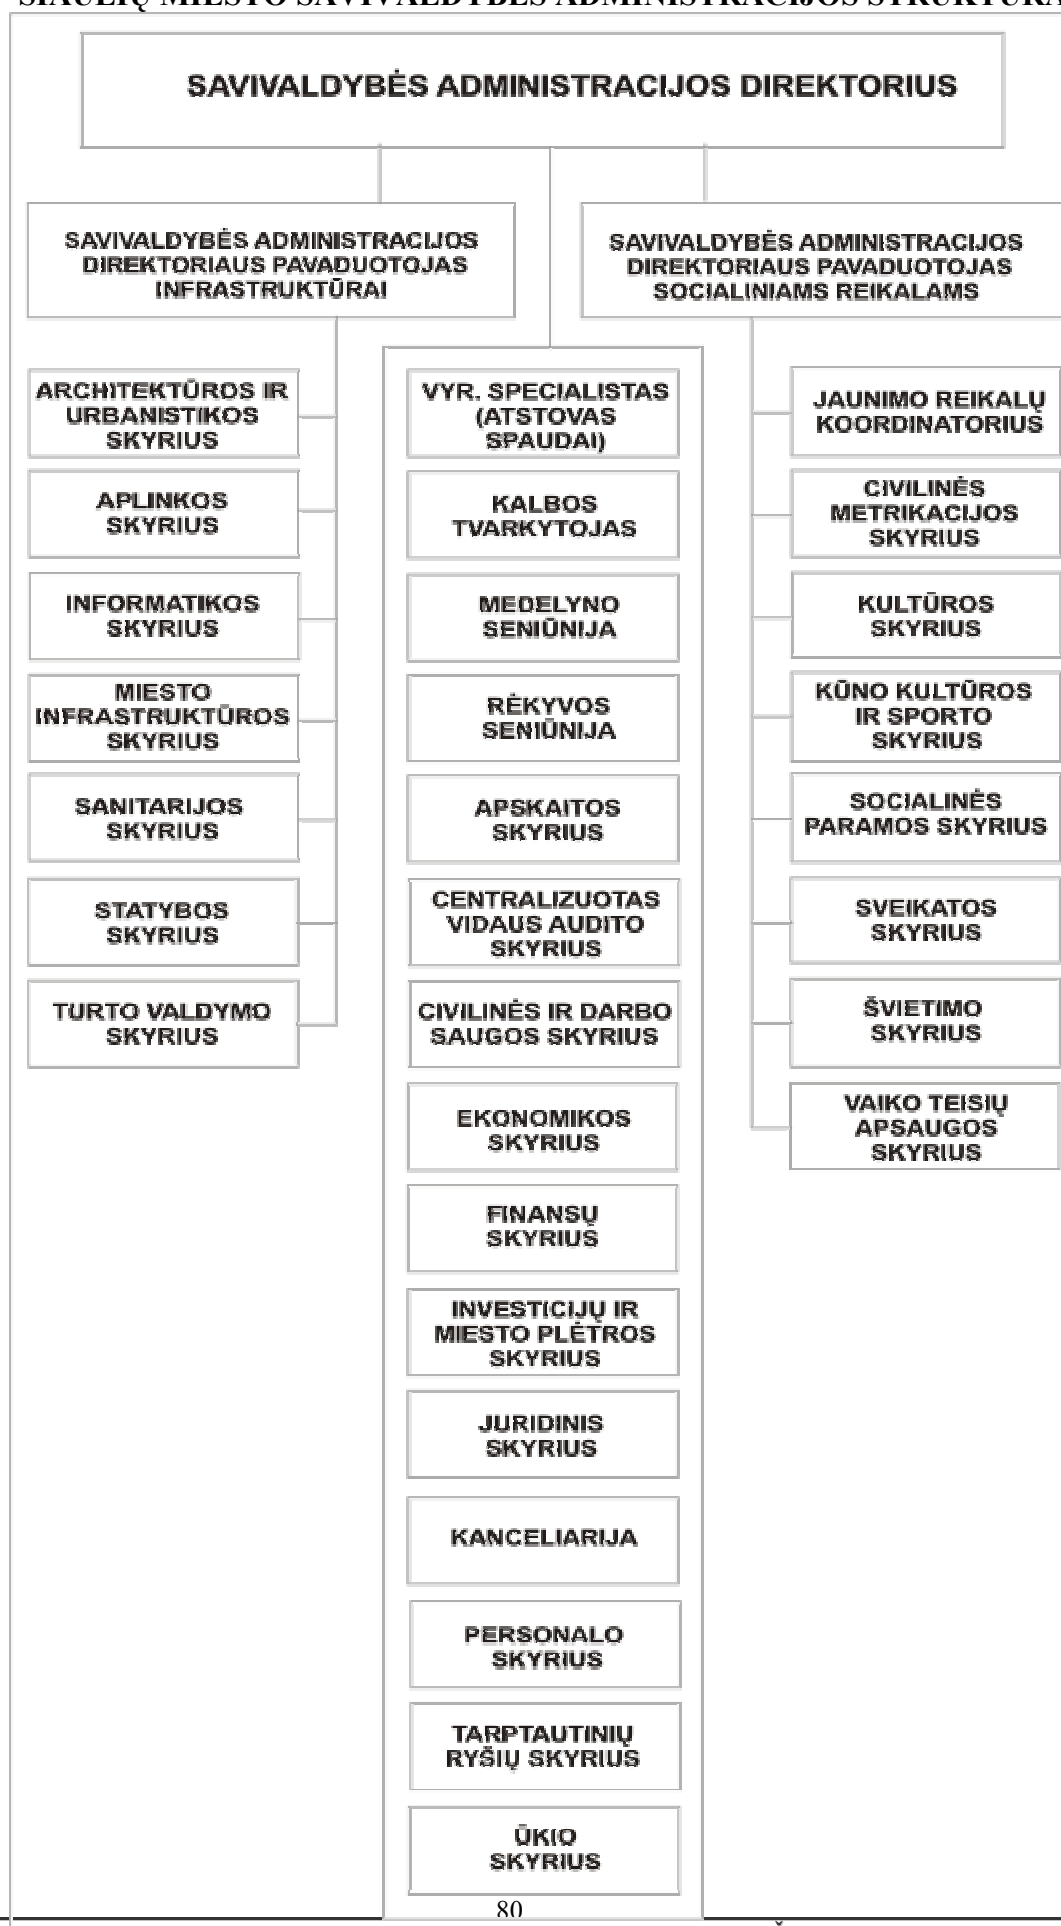 ŠIAULIŲ MIESTO SAVIVALDYBĖS ADMINISTRACIJOS STRUKTŪRA
SAVIVALDYBĖS ADMINISTRACIJOS DIREKTORIUS
SAVIVALDYBĖS ADMINISTRACIJOS
DIREKTORIAUS PAVADUOTOJAS
INFRASTRUKTŪRAI
SAVIVALDYBĖS ADMINISTRACIJOS
DIREKTORIAUS PAVADUOTOJAS
SOCIALINIAMS REIKALAMS
ARCHITEKTŪROS IR
URBANISTIKOS
SKYRIUS
APLINKOS
SKYRIUS
INFORMATIKOS
SKYRIUS
MIESTO
INFRASTRUKTŪROS
SKYRIUS
SANITARIJOS
SKYRIUS
STATYBOS
SKYRIUS
TURTO VALDYMO
SKYRIUS
VYR. SPECIALISTAS
(ATSTOVAS
SPAUDAI)
KALBOS
TVARKYTOJAS
MEDELYNO
SENIŪNIJA
RĖKYVOS
SENIŪNIJA
APSKAITOS
SKYRIUS
CENTRALIZUOTAS
VIDAUS AUDITO
SKYRIUS
CIVILINĖS IR DARBO
SAUGOS SKYRIUS
EKONOMIKOS
SKYRIUS
FINANSŲ
SKYRIUS
INVESTICIJŲ IR
MIESTO PLĖTROS
SKYRIUS
JURIDINIS
SKYRIUS
KANCELIARIJA
PERSONALO
SKYRIUS
TARPTAUTINIŲ
RYŠIŲ SKYRIUS
ŪKIO
SKYRIUS
JAUNIMO REIKALŲ
KOORDINATORIUS
CIVILINĖS
METRIKACIJOS
SKYRIUS
KULTŪROS
SKYRIUS
KŪNO KULTŪROS
IR SPORTO
SKYRIUS
SOCIALINĖS
PARAMOS SKYRIUS
SVEIKATOS
SKYRIUS
ŠVIETIMO
SKYRIUS
VAIKO TEISIŲ
APSAUGOS
SKYRIUS
80